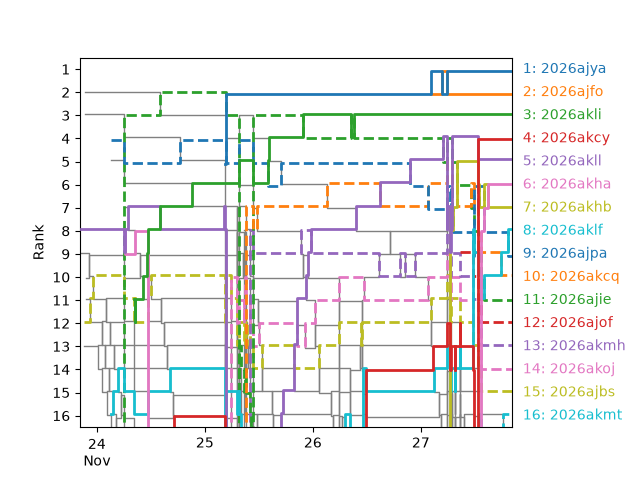 1
2
3
4
5
6
7
8
9
10
11
12
13
14
15
16
Rank
24
25
26
27
Nov
1: 2026ajya
2: 2026ajfo
3: 2026akli
4: 2026akcy
5: 2026akll
6: 2026akha
7: 2026akhb
8: 2026aklf
9: 2026ajpa
10: 2026akcq
11: 2026ajie
12: 2026ajof
13: 2026akmh
14: 2026akoj
15: 2026ajbs
16: 2026akmt